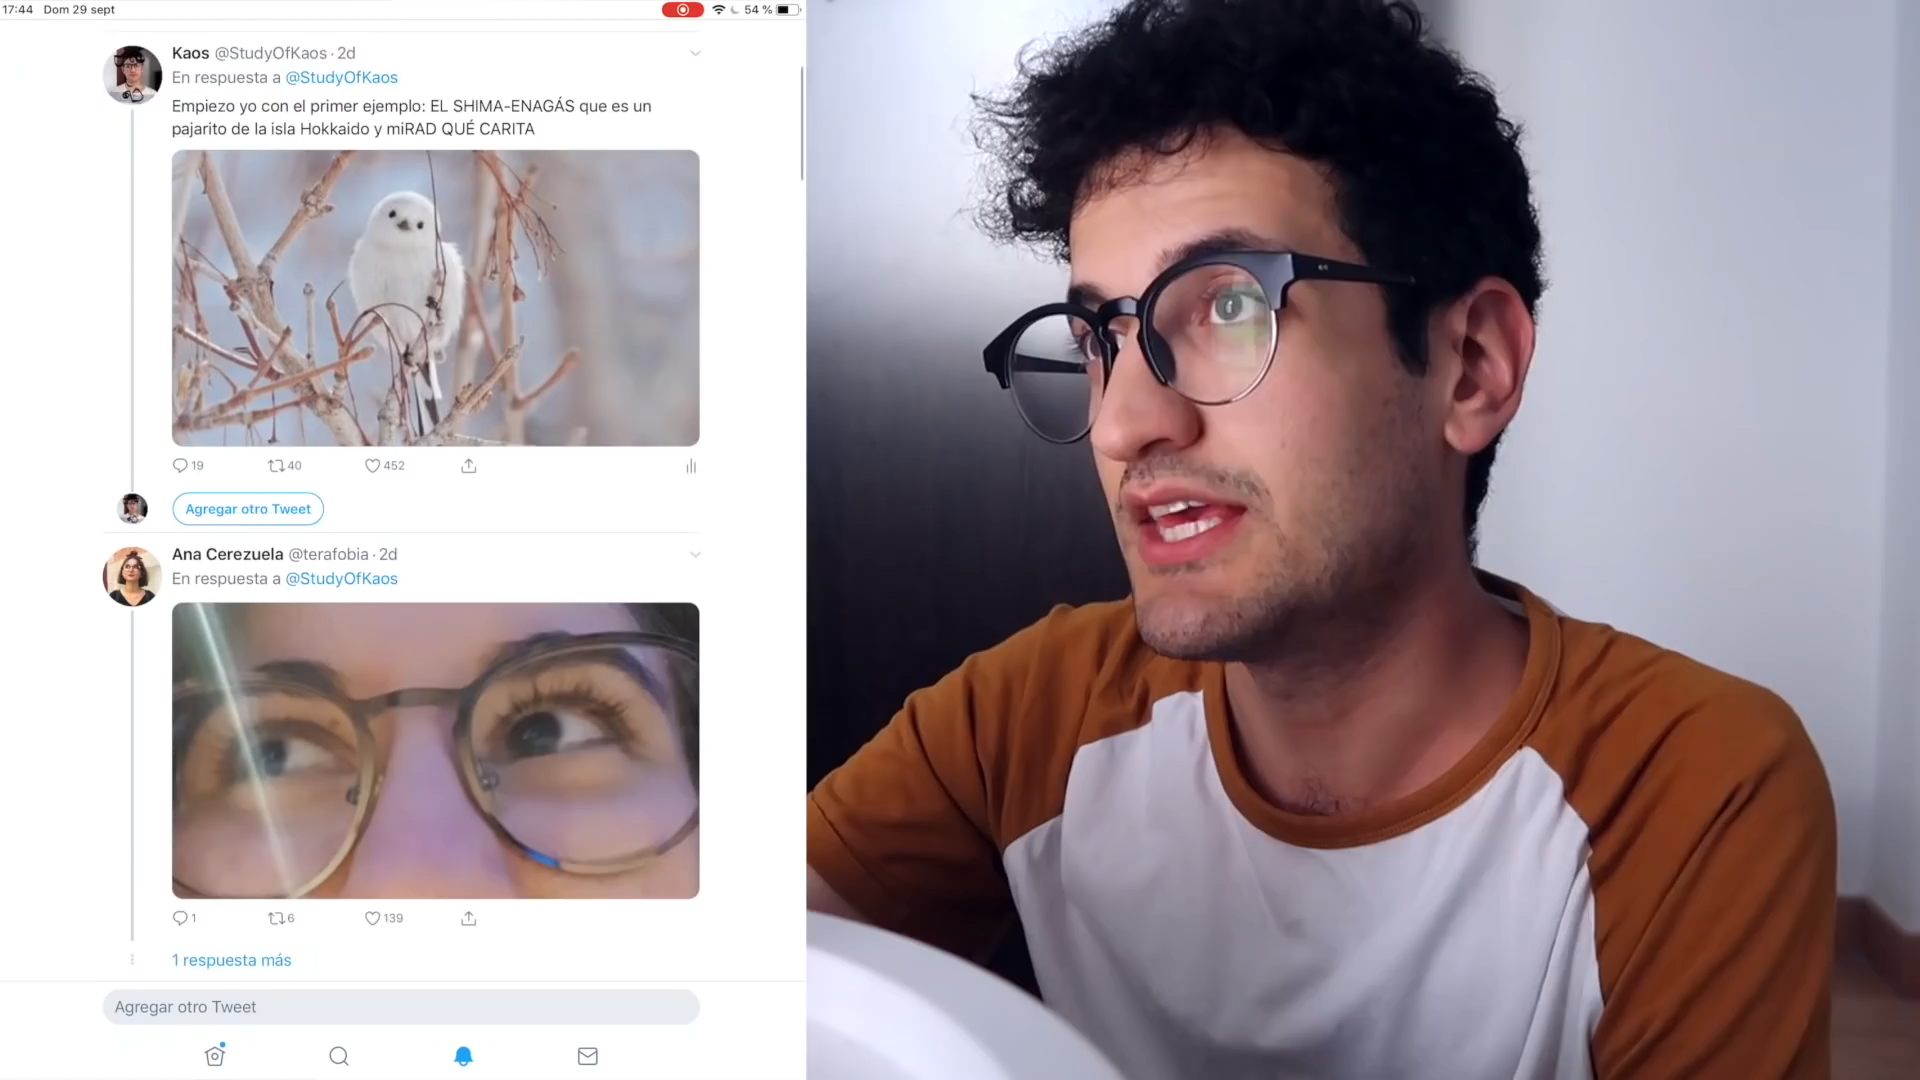 17:44 Dom 29 sept
54 %
Kaos @StudyOfKaos · 2d
En respuesta a @StudyOfKaos
Empiezo yo con el primer ejemplo: EL SHIMA-ENAGÁS que es un
pajarito de la isla Hokkaido y miRAD QUÉ CARITA
19 40 452
Agregar otro Tweet
Ana Cerezuela @terafobia · 2d
En respuesta a @StudyOfKaos
1 6 139
1 respuesta más
Agregar otro Tweet